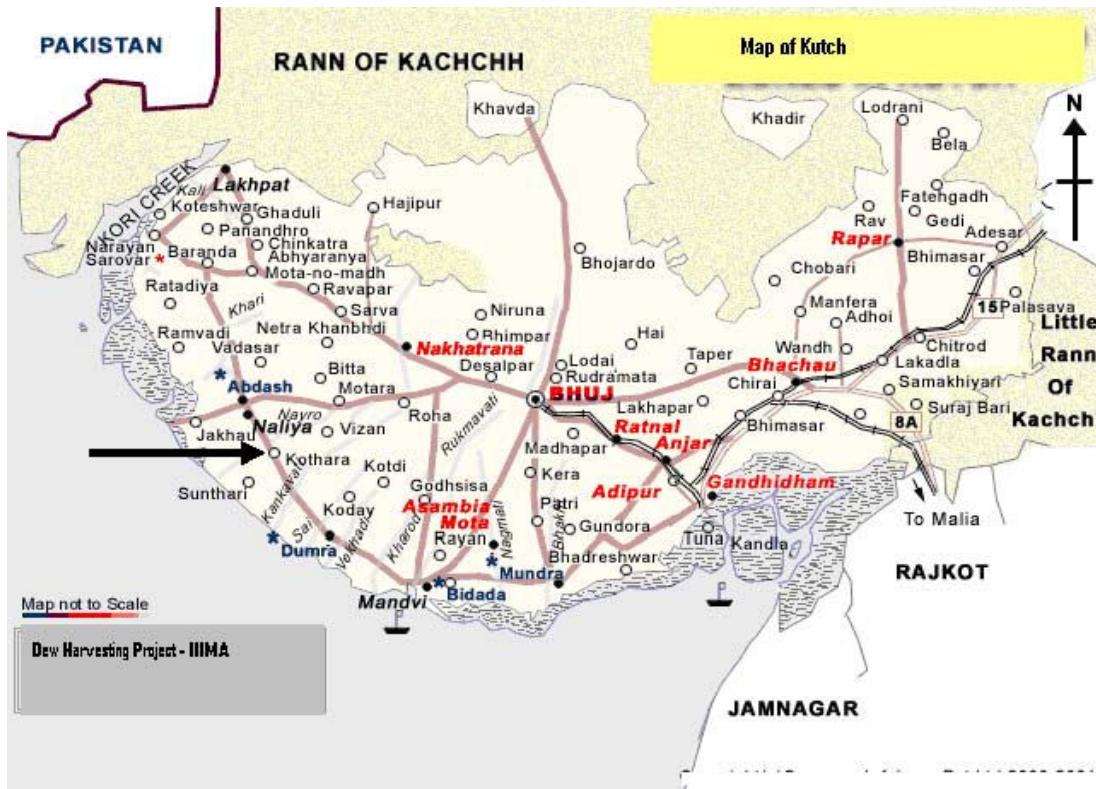 PAKISTAN
Map of Kutch
RANN OF KACHCHH
N
Khavda
Khadir
Lodrani
Bela
Lakhpat
Kali
KORI CREEK
Koteshwar
Ghaduli
Hajipur
Fatengadh
Rav
Gedi
Panandhro
Narayan
Sarovar
*
Baranda
Chinkatra
Abhyaranya
Rapar
Adesar
Mota-no-madh
Bhojardo
Bhimasar
Ratadiya
Ravapar
Chobari
Khari
Sarva
Niruna
Manfera
Adhoi
15
Palasava
Ramvadi
Netra
Khanbhdi
Bhimpar
Hai
Little
Rann
Of
Kachch
Vadasar
Nakhatrana
Wandh
Chitrod
Lodai
Taper
Bhachau
Lakadla
*
Abdash
Bitta
Desalpar
Rudramata
Chirai
Samakhiyari
Motara
BHUJ
Lakhapar
Suraj Bari
Nayro
Roha
Rukmavati
Naliya
Ratnal
Bhimasar
8A
Jakhau
Vizan
Madhapar
Anjar
Kothara
Kotdi
Kera
Sunthari
Kankavati
Godhsisa
Adipur
Gandhidham
Koday
Asambia
Mota
Patri
To Malia
Sai
Vekhadi
Kharod
Nagmati
Bhakhi
Gundora
Tuna
Kandla
*
Dumra
Rayan
Bhadreshwar
*
Mundra
RAJKOT
Mandvi
*
Bidada
Map not to Scale
Dew Harvesting Project - IIIMA
JAMNAGAR